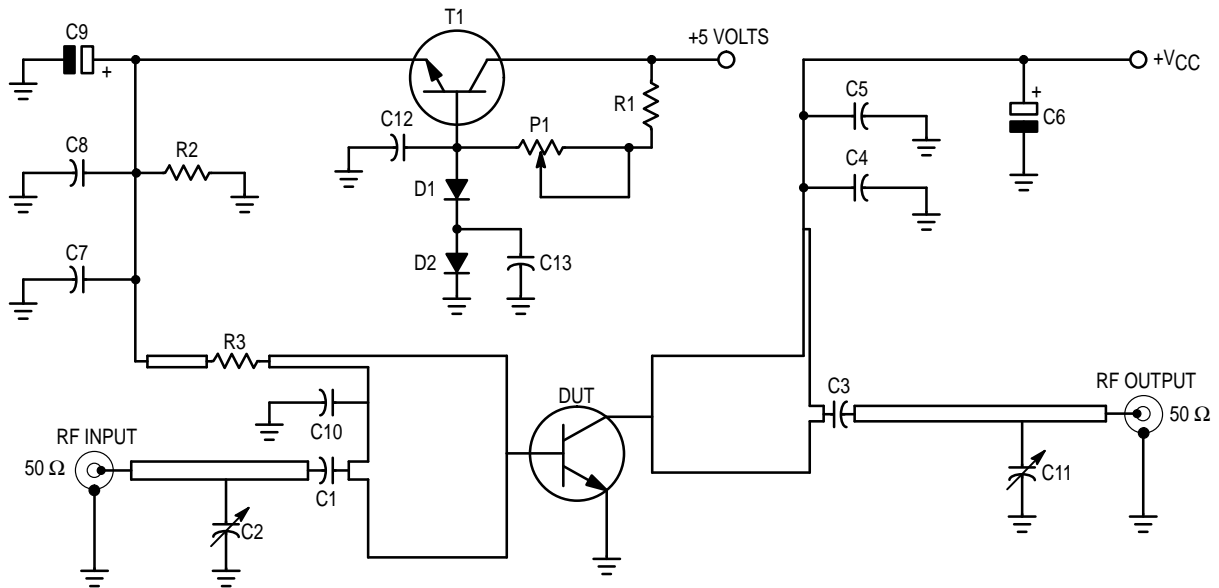 C9
T1
+5 VOLTS
+VCC
+
R1
C5
+
C6
C12
P1
C8
R2
C4
D1
C7
D2
C13
R3
C3
RF OUTPUT
DUT
50 Ω
C10
RF INPUT
50 Ω
C1
C11
C2